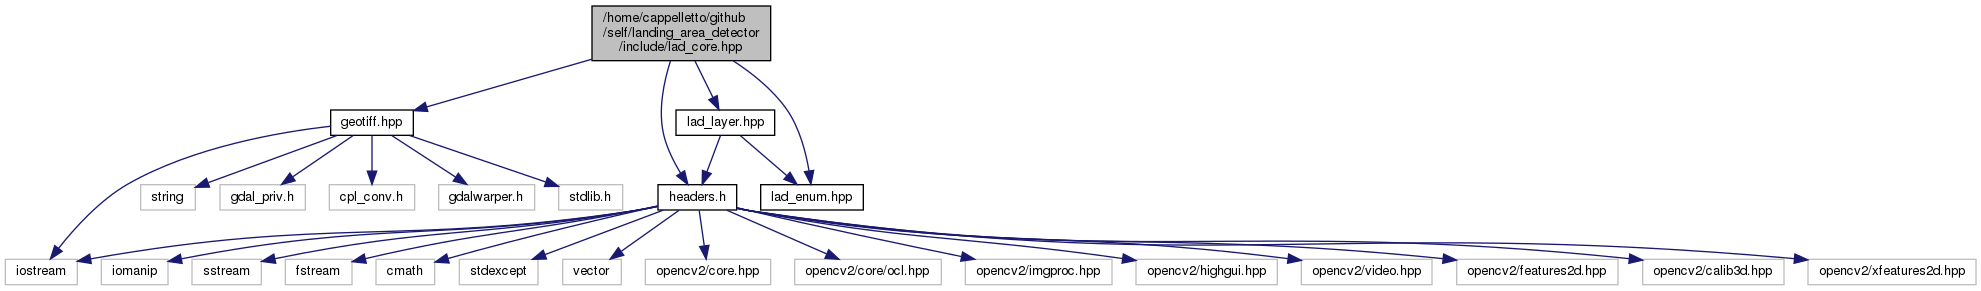 /home/cappelletto/github
/self/landing_area_detector
/include/lad_core.hpp
geotiff.hpp
lad_layer.hpp
string
gdal_priv.h
cpl_conv.h
gdalwarper.h
stdlib.h
headers.h
lad_enum.hpp
iostream
iomanip
sstream
fstream
cmath
stdexcept
vector
opencv2/core.hpp
opencv2/core/ocl.hpp
opencv2/imgproc.hpp
opencv2/highgui.hpp
opencv2/video.hpp
opencv2/features2d.hpp
opencv2/calib3d.hpp
opencv2/xfeatures2d.hpp